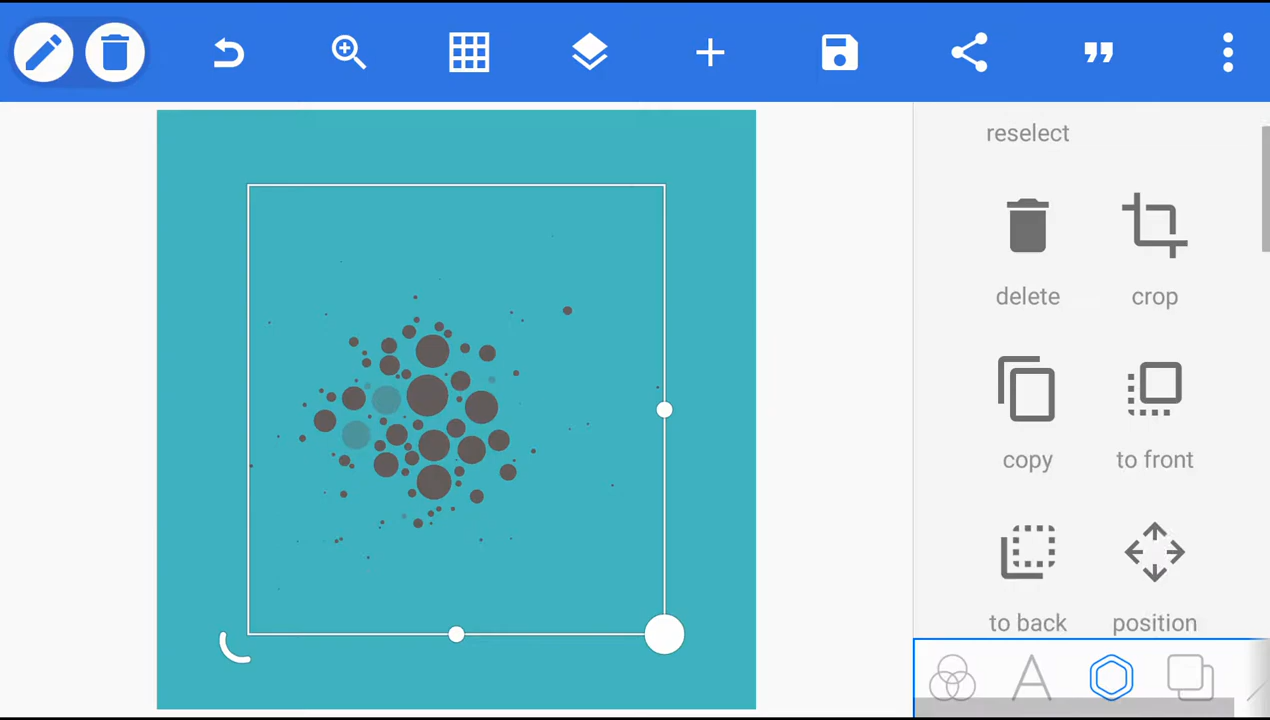 reselect
delete
crop
copy
to front
to back
position